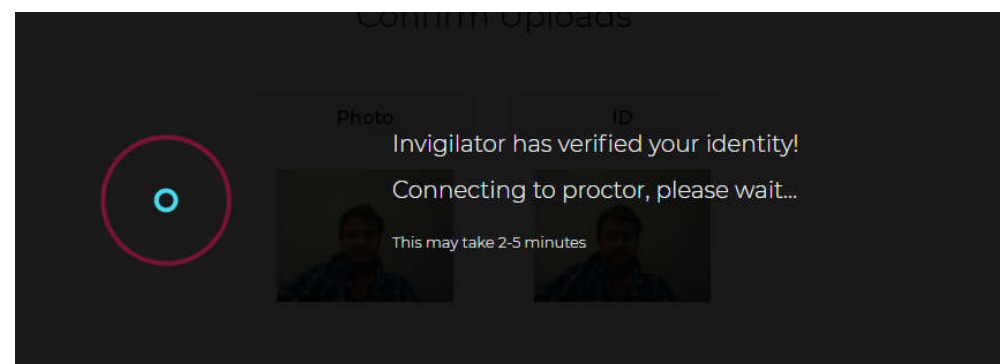 Confirm Uploads
Photo
ID
Invigilator has verified your identity!
Connecting to proctor, please wait...
This may take 2-5 minutes